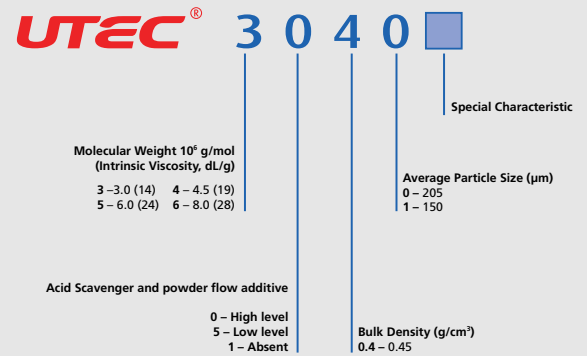 UTEC® 3 0 4 0
Special Characteristic
Molecular Weight 10⁶ g/mol
(Intrinsic Viscosity, dL/g)
3 –3.0 (14) 4 – 4.5 (19)
5 – 6.0 (24) 6 – 8.0 (28)
Average Particle Size (µm)
0 – 205
1 – 150
Acid Scavenger and powder flow additive
0 – High level
5 – Low level
1 – Absent
Bulk Density (g/cm³)
0.4 – 0.45